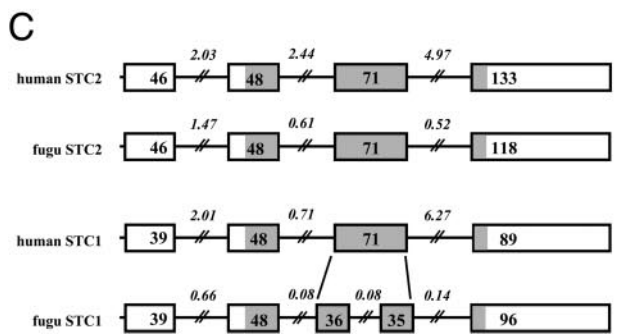 C
2.03 2.44 4.97
human STC2 46 48 71 133
1.47 0.61 0.52
fugu STC2 46 48 71 118
2.01 0.71 6.27
human STC1 39 48 71 89
0.66 0.08 0.08 0.14
fugu STC1 39 48 36 35 96